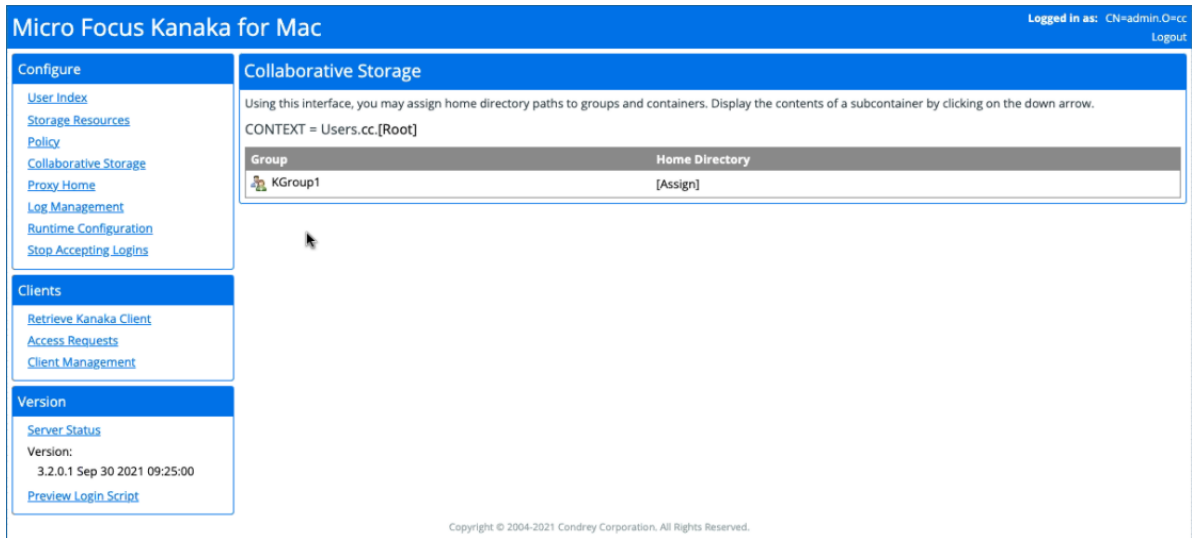 Micro Focus Kanaka for Mac
Logged in as: CN=admin.O=cc
Logout
Configure
User Index
Storage Resources
Policy
Collaborative Storage
Proxy Home
Log Management
Runtime Configuration
Stop Accepting Logins
Clients
Retrieve Kanaka Client
Access Requests
Client Management
Version
Server Status
Version:
3.2.0.1 Sep 30 2021 09:25:00
Preview Login Script
Collaborative Storage
Using this interface, you may assign home directory paths to groups and containers. Display the contents of a subcontainer by clicking on the down arrow.
CONTEXT = Users.cc.[Root]
Group Home Directory
KGroup1 [Assign]
Copyright © 2004-2021 Condrey Corporation. All Rights Reserved.